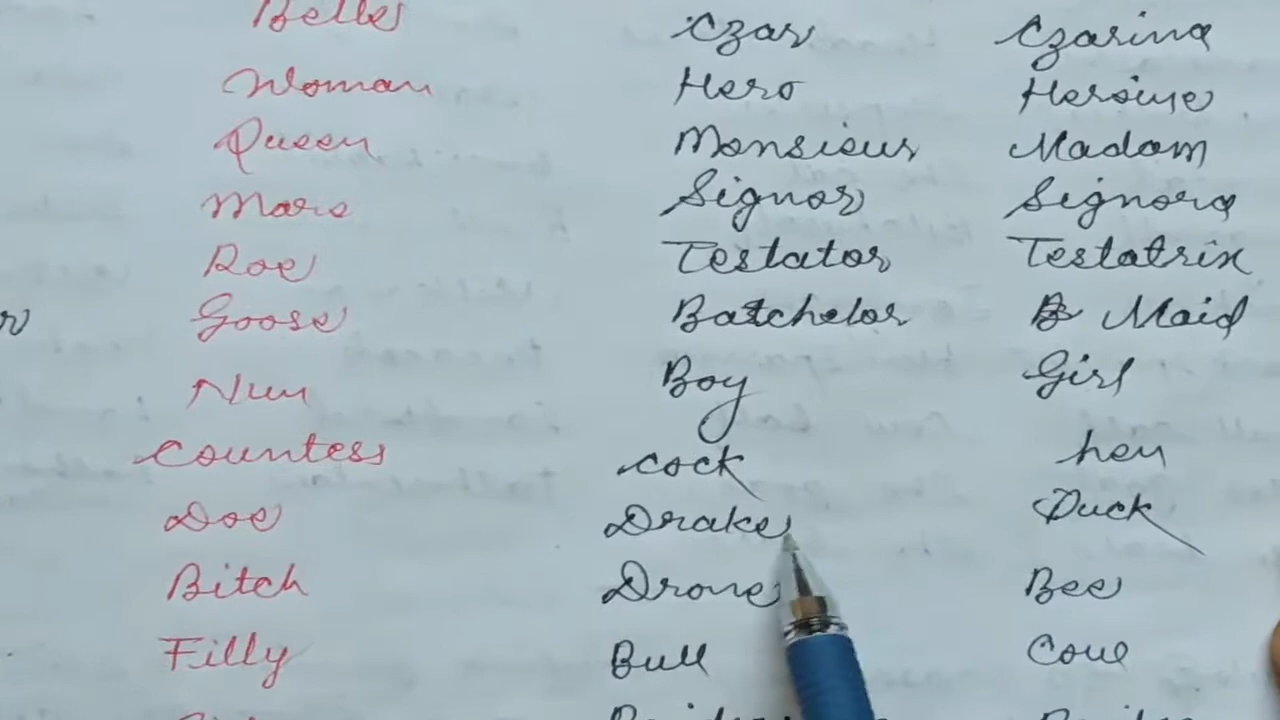 Belle Czar Czarina
Woman Hero Heroine
Queen Monsieur Madam
Mare Signor Signora
Roe Testator Testatrix
Goose Batchelor Maid
Nun Boy Girl
Countess Cock hen
Doe Drake Duck
Bitch Drone Bee
Filly Bull Cow